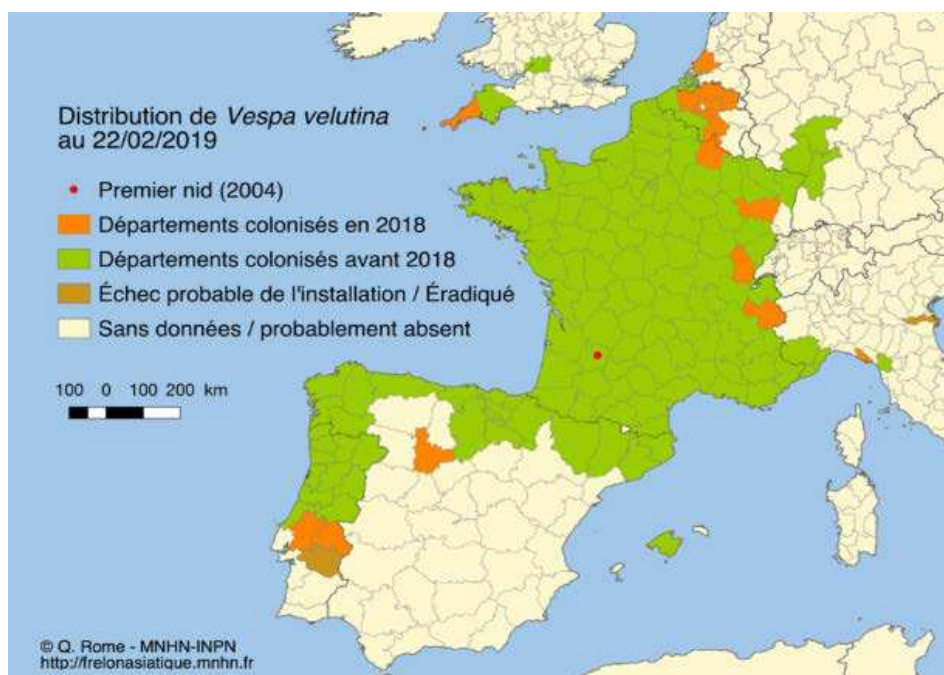 Distribution de Vespa velutina
au 22/02/2019
Premier nid (2004)
Départements colonisés en 2018
Départements colonisés avant 2018
Échec probable de l'installation / Éradiqué
Sans données / probablement absent
100 0 100 200 km
© Q. Rome - MNHN-INPN
http://frelonasiatique.mnhn.fr